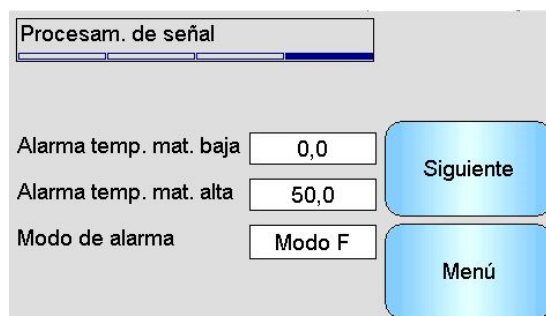 Procesam. de señal
Alarma temp. mat. baja 0,0
Alarma temp. mat. alta 50,0
Modo de alarma Modo F
Siguiente
Menú